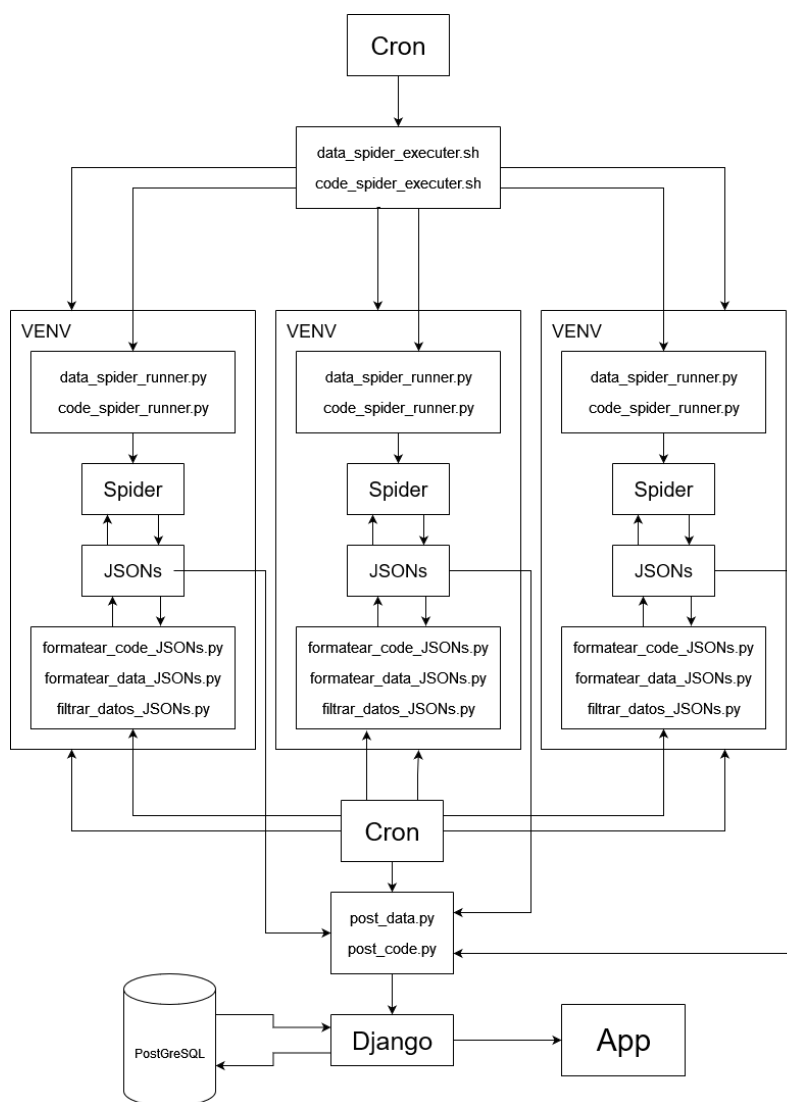 Cron
data_spider_executer.sh
code_spider_executer.sh
VENV
data_spider_runner.py
code_spider_runner.py
Spider
JSONs
formatear_code_JSONs.py
formatear_data_JSONs.py
filtrar_datos_JSONs.py
VENV
data_spider_runner.py
code_spider_runner.py
Spider
JSONs
formatear_code_JSONs.py
formatear_data_JSONs.py
filtrar_datos_JSONs.py
VENV
data_spider_runner.py
code_spider_runner.py
Spider
JSONs
formatear_code_JSONs.py
formatear_data_JSONs.py
filtrar_datos_JSONs.py
Cron
post_data.py
post_code.py
PostGreSQL
Django
App